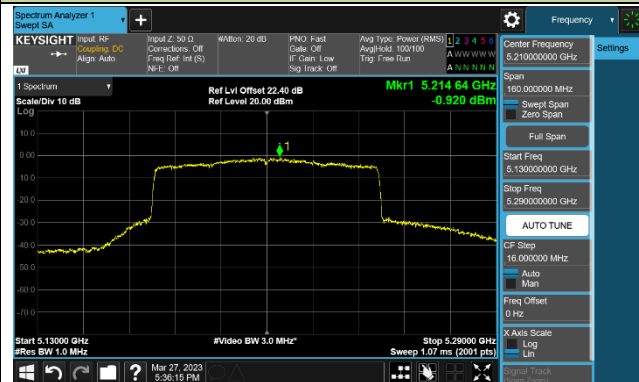 Spectrum Analyzer 1
Swept SA
Frequency
KEYSIGHT
Input: RF
Coupling: DC
Align: Auto
Input Z: 50 Ω
Corrections: Off
Freq Ref: Int (S)
NFE: Off
#Atten: 20 dB
PNO: Fast
Gate: Off
IF Gain: Low
Sig Track: Off
Avg Type: Power (RMS)
Avg|Hold: 100/100
Trig: Free Run
1 2 3 4 5 6
A W W W W W
A N N N N N
LXI
Center Frequency
5.210000000 GHz
Settings
1 Spectrum
Scale/Div 10 dB
Log
Ref Lvl Offset 22.40 dB
Ref Level 20.00 dBm
Mkr1 5.214 64 GHz
-0.920 dBm
Span
160.000000 MHz
Swept Span
Zero Span
Full Span
Start Freq
5.130000000 GHz
Stop Freq
5.290000000 GHz
AUTO TUNE
CF Step
16.000000 MHz
Auto
Man
Freq Offset
0 Hz
X Axis Scale
Log
Lin
Signal Track
(Span Zoom)
10.0
0.00
-10.0
-20.0
-30.0
-40.0
-50.0
-60.0
-70.0
1
Start 5.13000 GHz
#Res BW 1.0 MHz
#Video BW 3.0 MHz*
Stop 5.29000 GHz
Sweep 1.07 ms (2001 pts)
Mar 27, 2023
5:36:15 PM